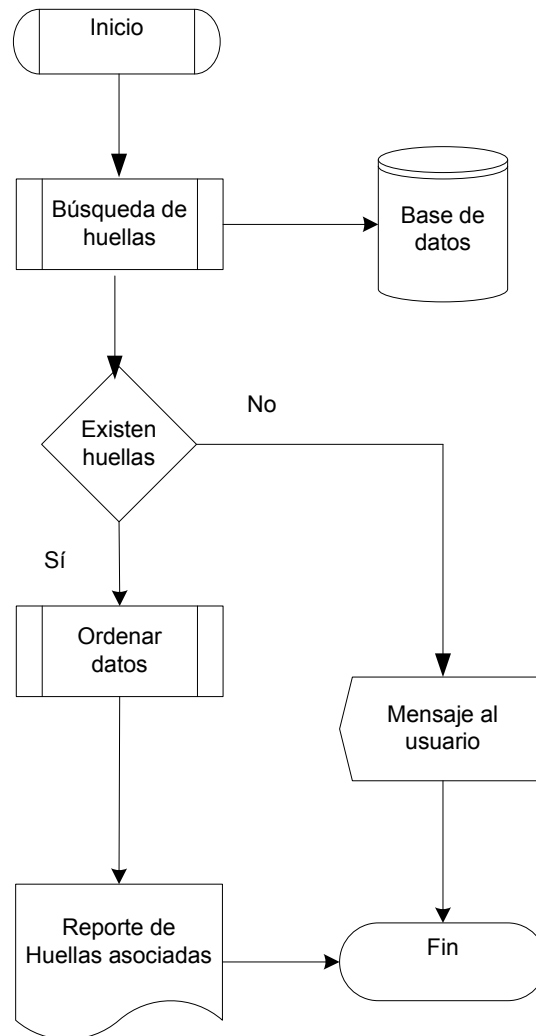 Inicio
Búsqueda de
huellas
Base de
datos
No
Existen
huellas
Sí
Ordenar
datos
Mensaje al
usuario
Reporte de
Huellas asociadas
Fin